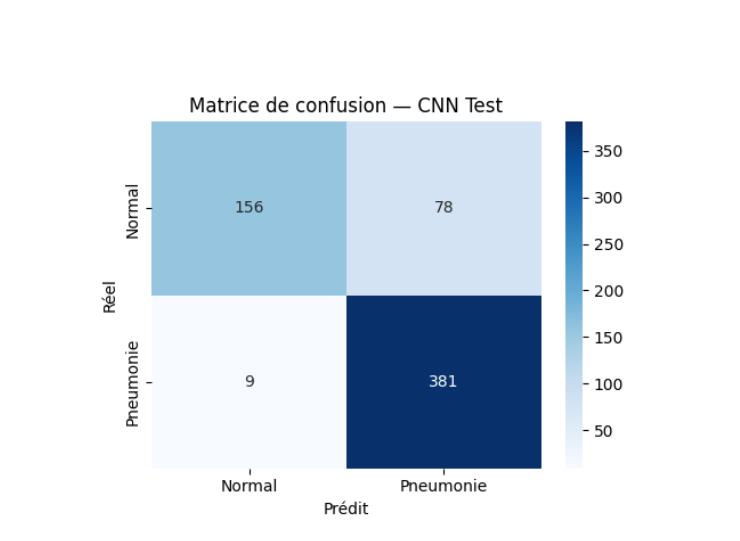 Matrice de confusion — CNN Test
350
300
250
200
150
100
50
Réel
Normal
Pneumonie
156 78
9 381
Normal Pneumonie
Prédit